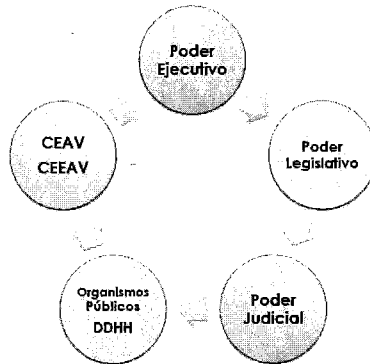 Poder
Ejecutivo
Poder
Legislativo
Poder
Judicial
Organismos
Públicos
DDHH
CEAV
CEEAV